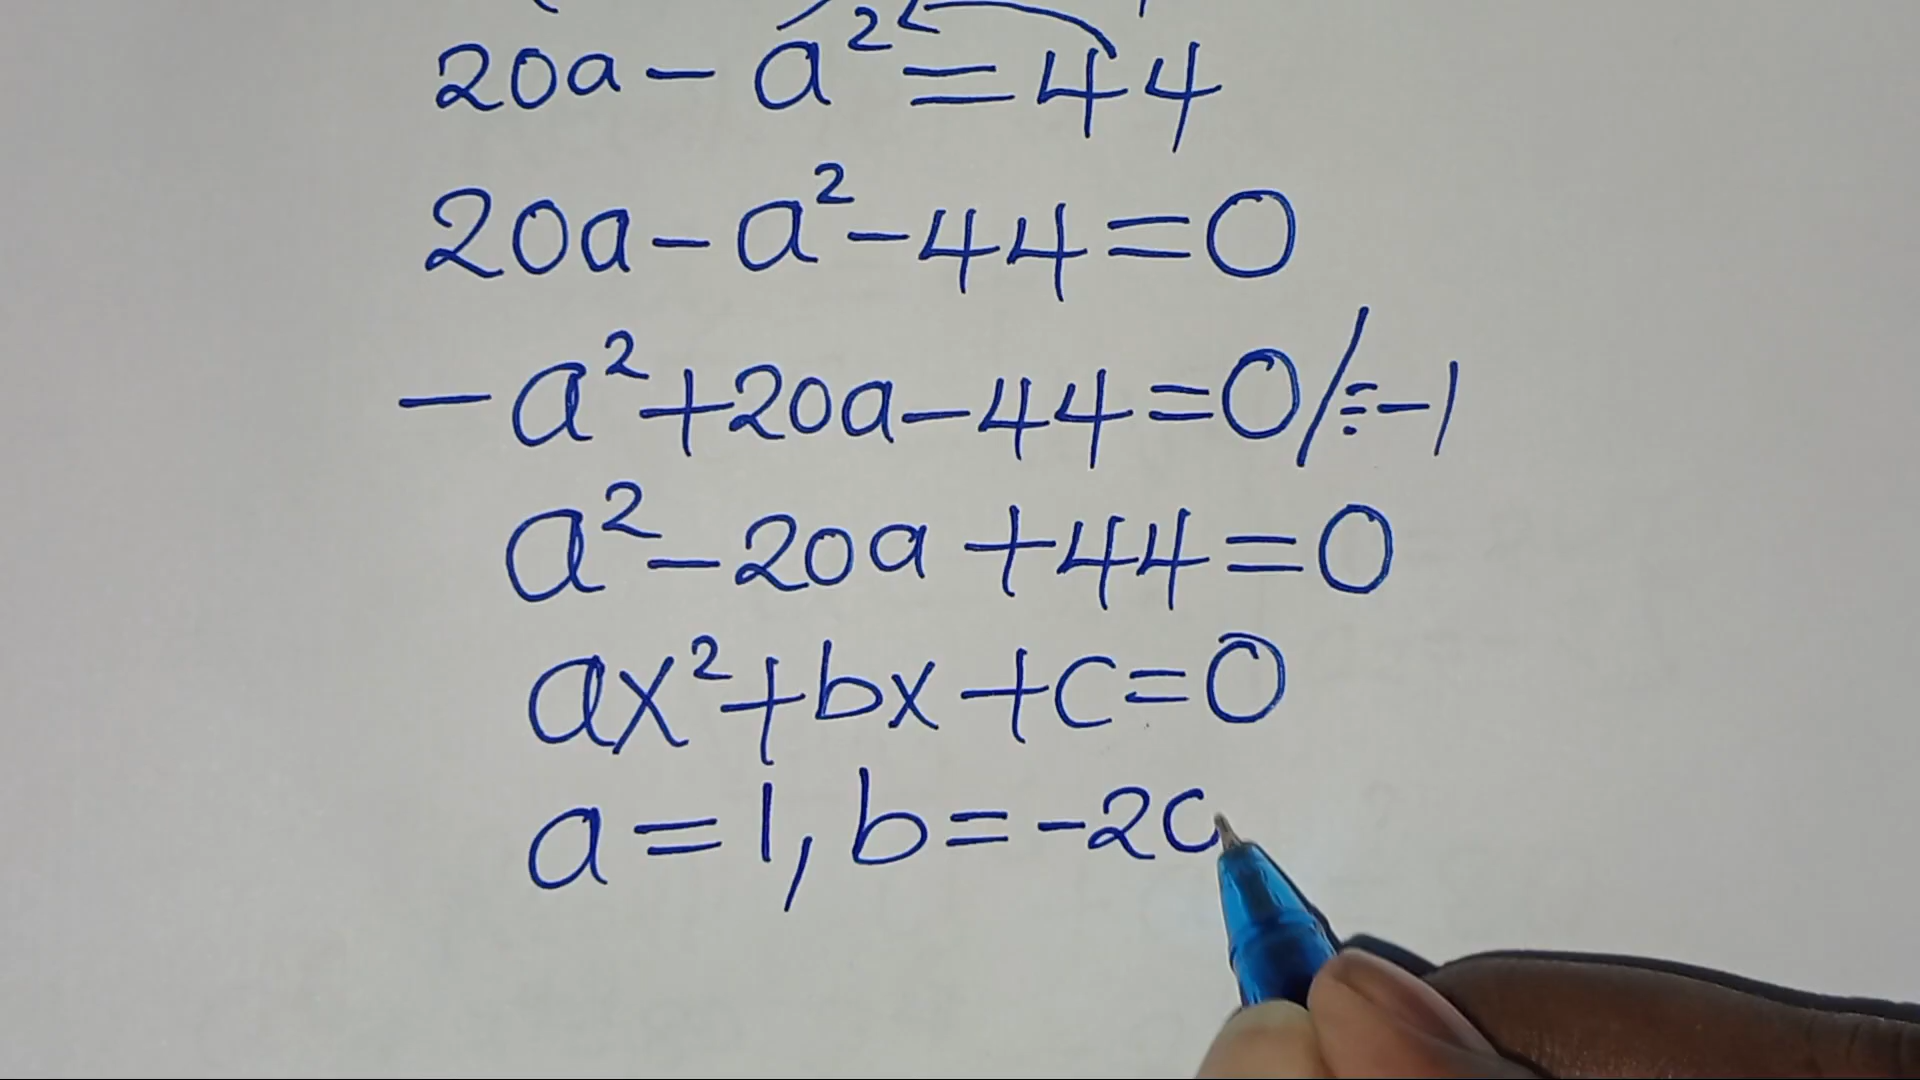 20a - a² = 44
20a - a² - 44 = 0
- a² + 20a - 44 = 0 / ÷ -1
a² - 20a + 44 = 0
ax² + bx + c = 0
a = 1, b = -20